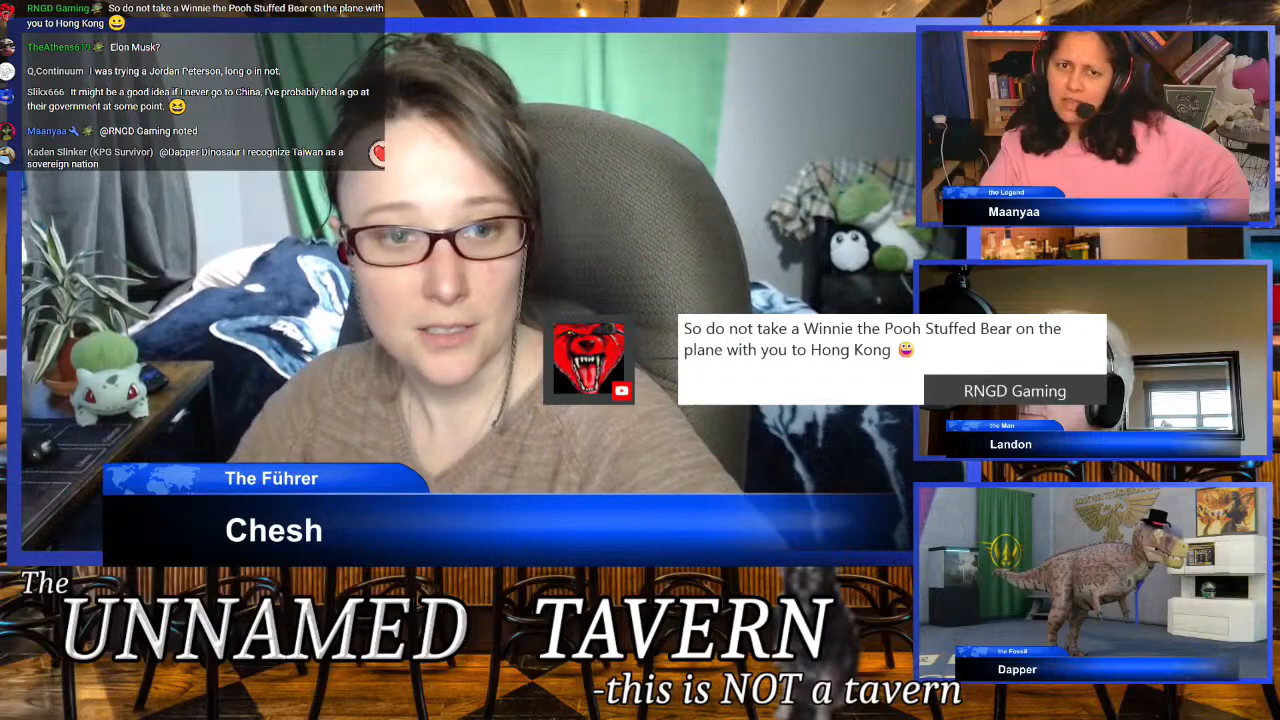 RNGD Gaming So do not take a Winnie the Pooh Stuffed Bear on the plane with
you to Hong Kong 😀
TheAthens619 Elon Musk?
Q,Continuum I was trying a Jordan Peterson, long o in not.
Slikx666 It might be a good idea if I never go to China, I've probably had a go at
their government at some point. 😆
Maanyaa @RNGD Gaming noted
Kaden Slinker (KPG Survivor) @Dapper Dinosaur I recognize Taiwan as a
sovereign nation
the Legend
Maanyaa
So do not take a Winnie the Pooh Stuffed Bear on the
plane with you to Hong Kong 😜
RNGD Gaming
the Man
Landon
The Führer
Chesh
the Fossil
Dapper
The
UNNAMED TAVERN
-this is NOT a tavern